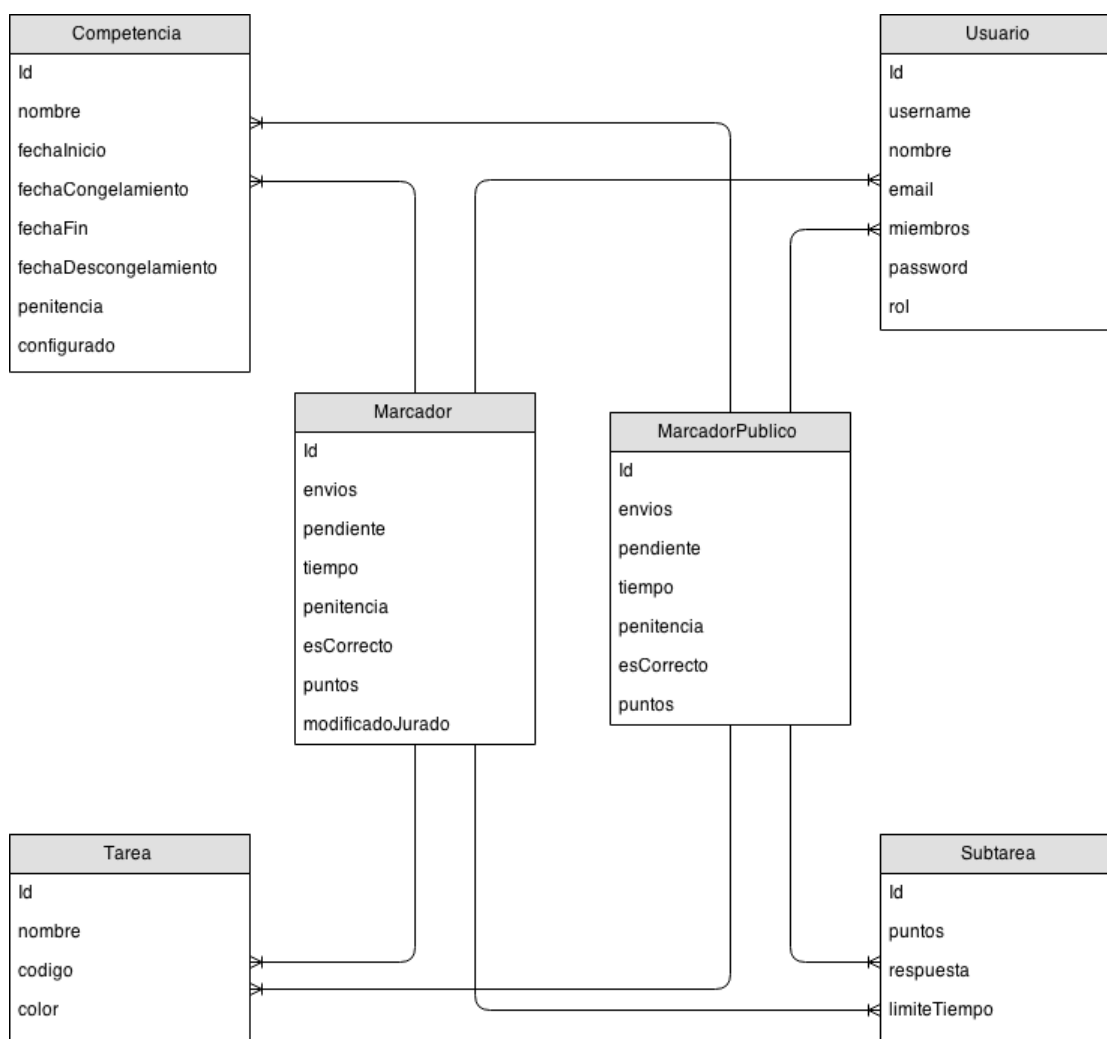 Competencia
Id
nombre
fechaInicio
fechaCongelamiento
fechaFin
fechaDescongelamiento
penitencia
configurado
Usuario
Id
username
nombre
email
miembros
password
rol
Marcador
Id
envios
pendiente
tiempo
penitencia
esCorrecto
puntos
modificadoJurado
MarcadorPublico
Id
envios
pendiente
tiempo
penitencia
esCorrecto
puntos
Tarea
Id
nombre
codigo
color
Subtarea
Id
puntos
respuesta
limiteTiempo